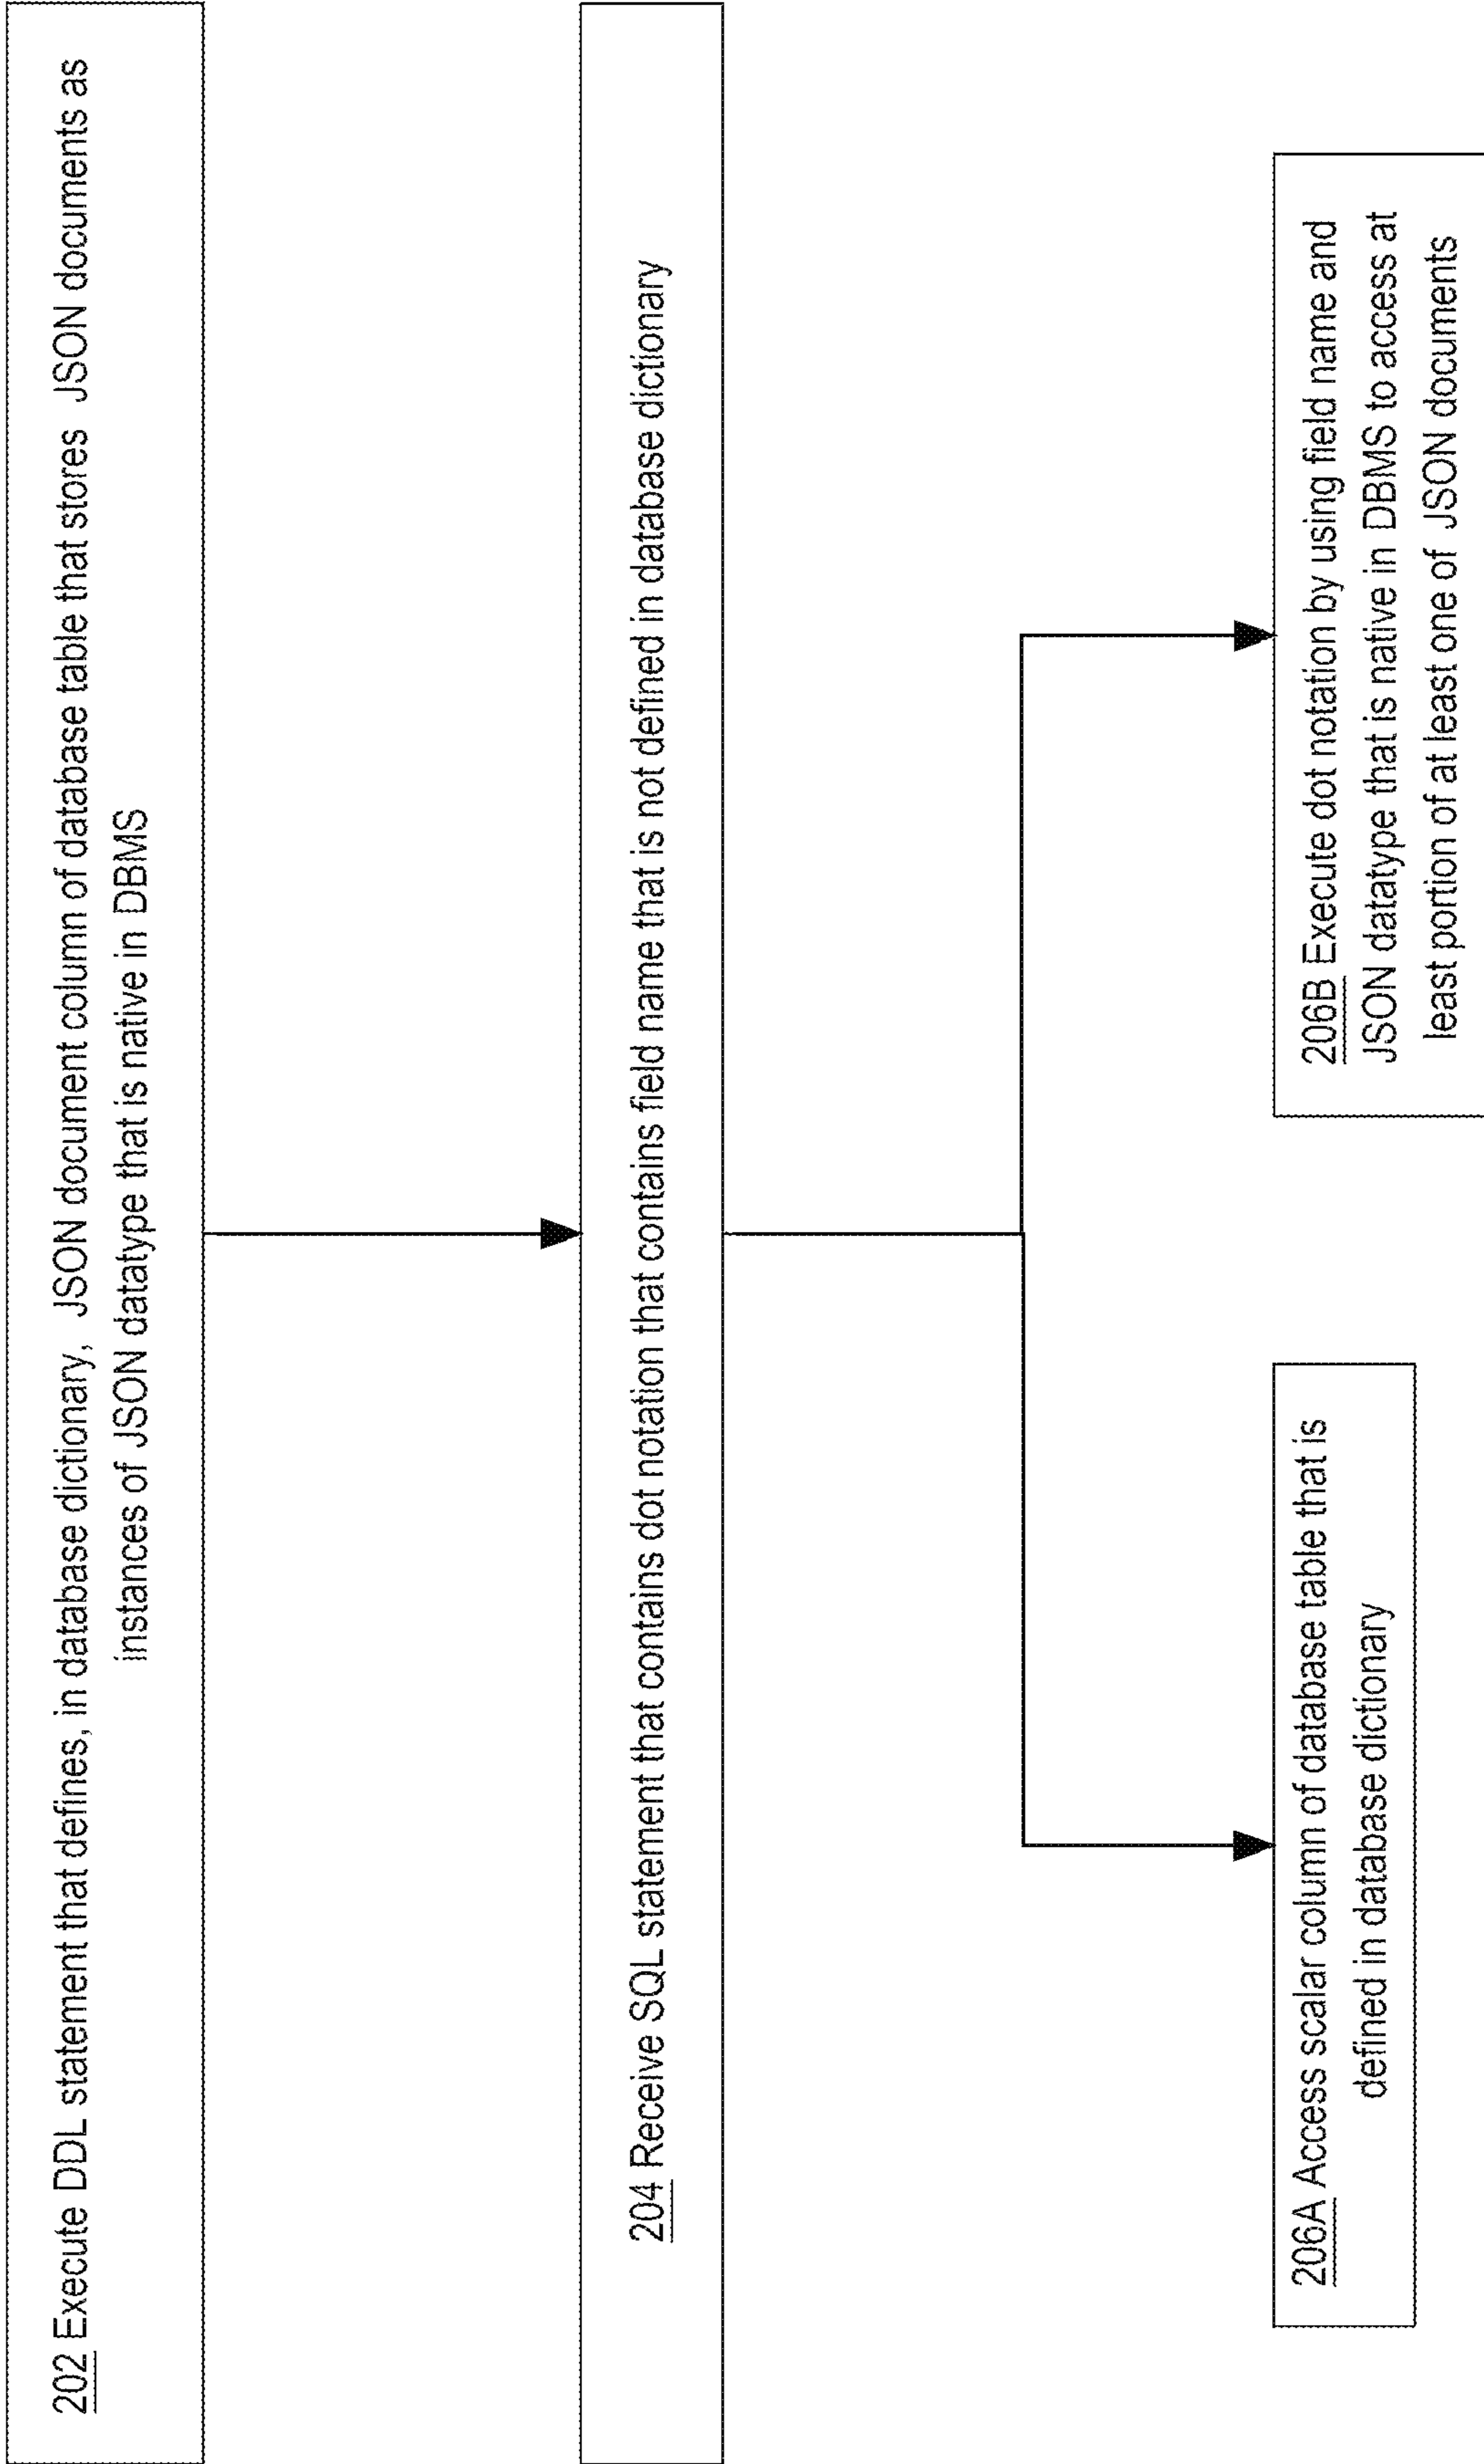 202 Execute DDL statement that defines, in database dictionary, JSON document column of database table that stores JSON documents as
instances of JSON datatype that is native in DBMS
204 Receive SQL statement that contains dot notation that contains field name that is not defined in database dictionary
206A Access scalar column of database table that is
defined in database dictionary
206B Execute dot notation by using field name and
JSON datatype that is native in DBMS to access at
least portion of at least one of JSON documents